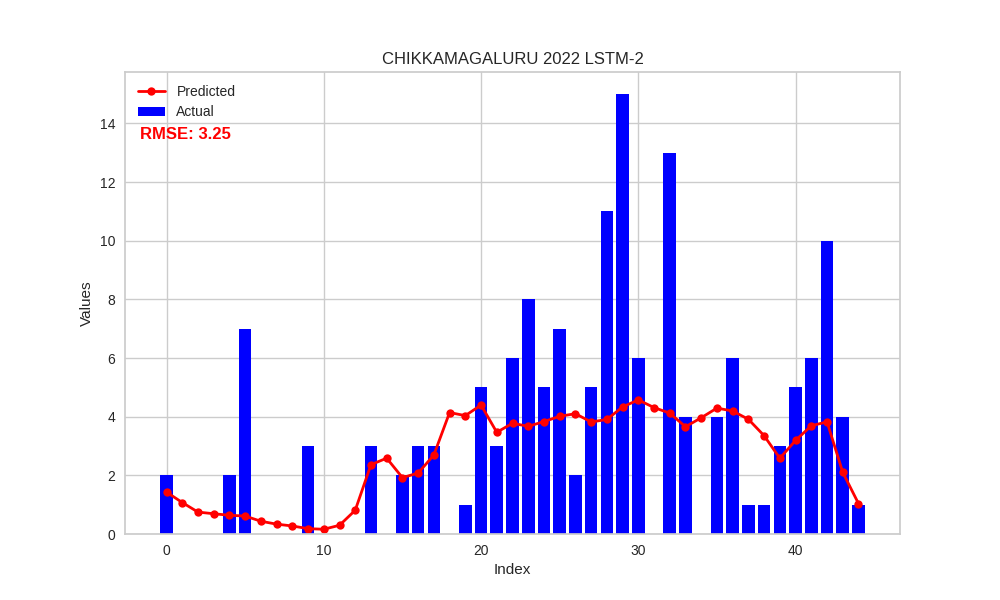 CHIKKAMAGALURU 2022 LSTM-2
Predicted
Actual
RMSE: 3.25
14
12
10
8
6
4
2
0
Values
0 10 20 30 40
Index